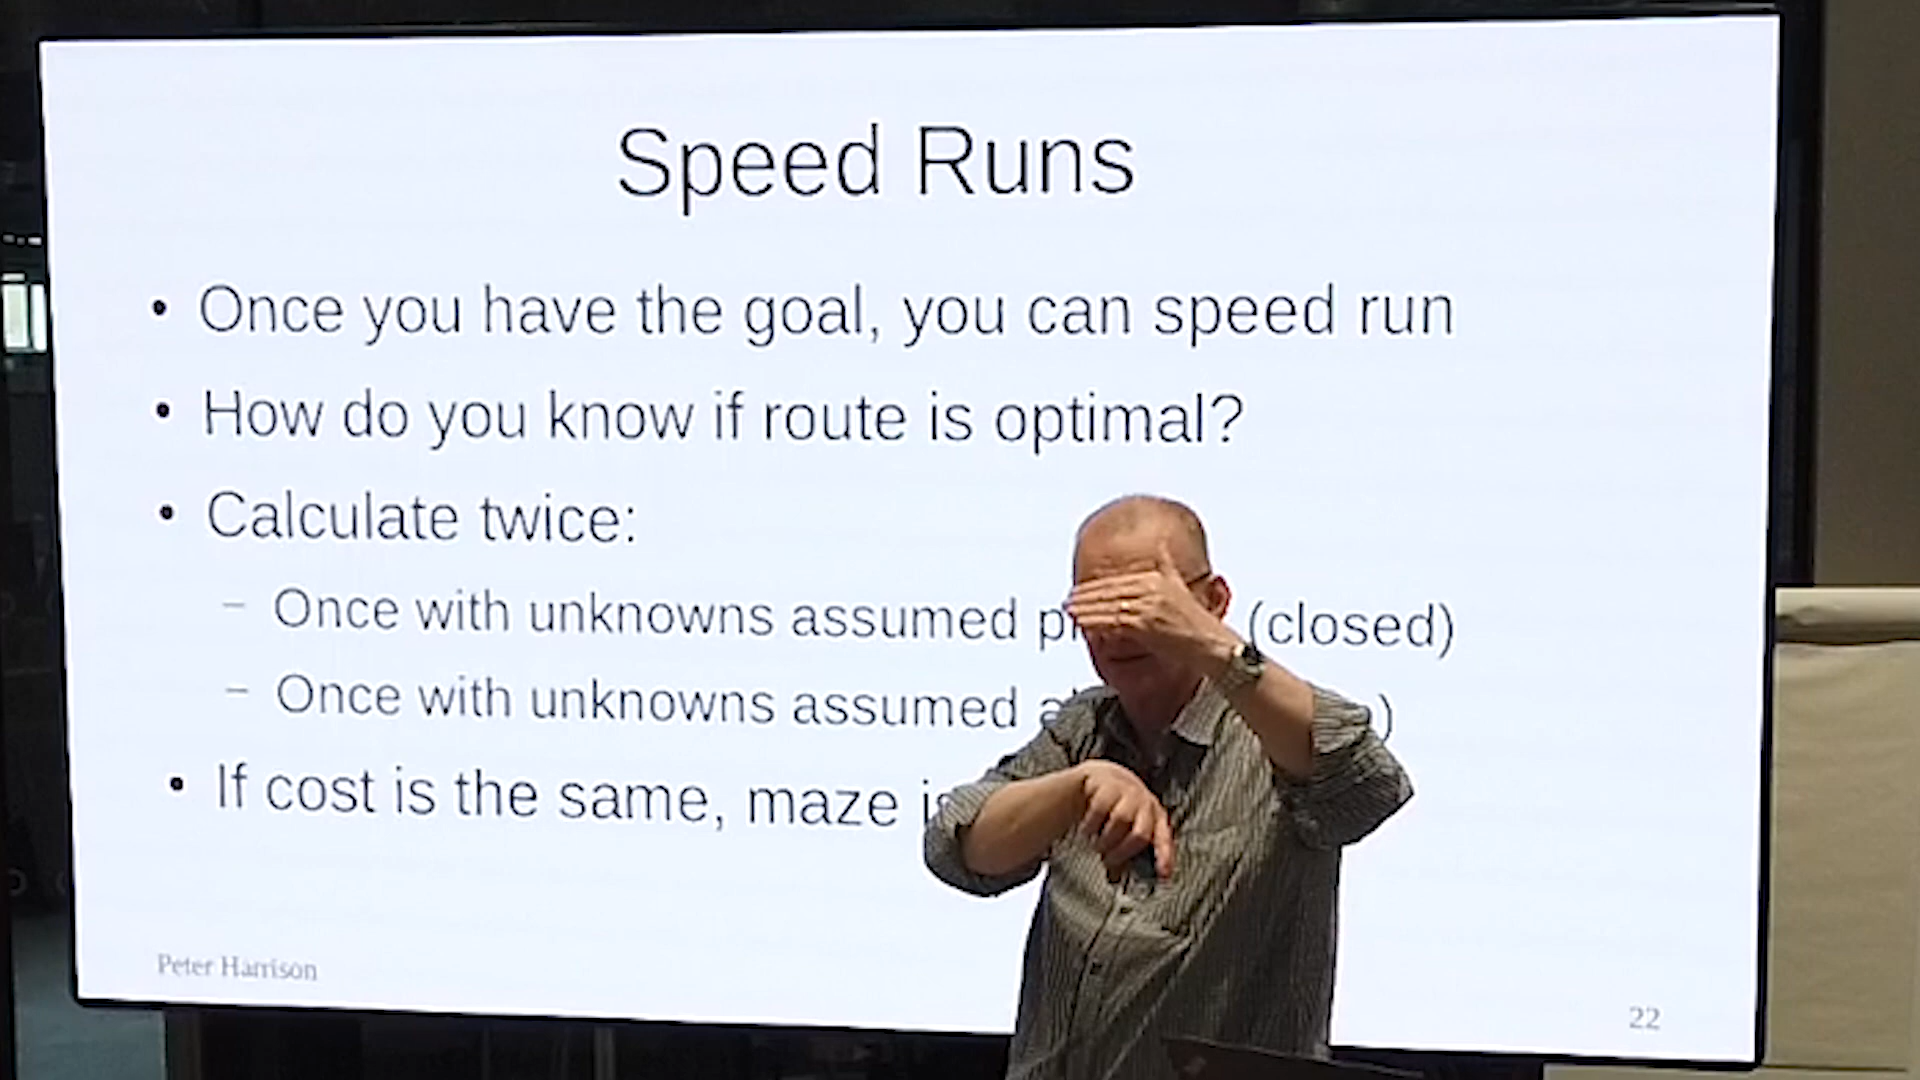 Speed Runs
• Once you have the goal, you can speed run
• How do you know if route is optimal?
• Calculate twice:
– Once with unknowns assumed (closed)
– Once with unknowns assumed
• If cost is the same, maze
Peter Harrison
22